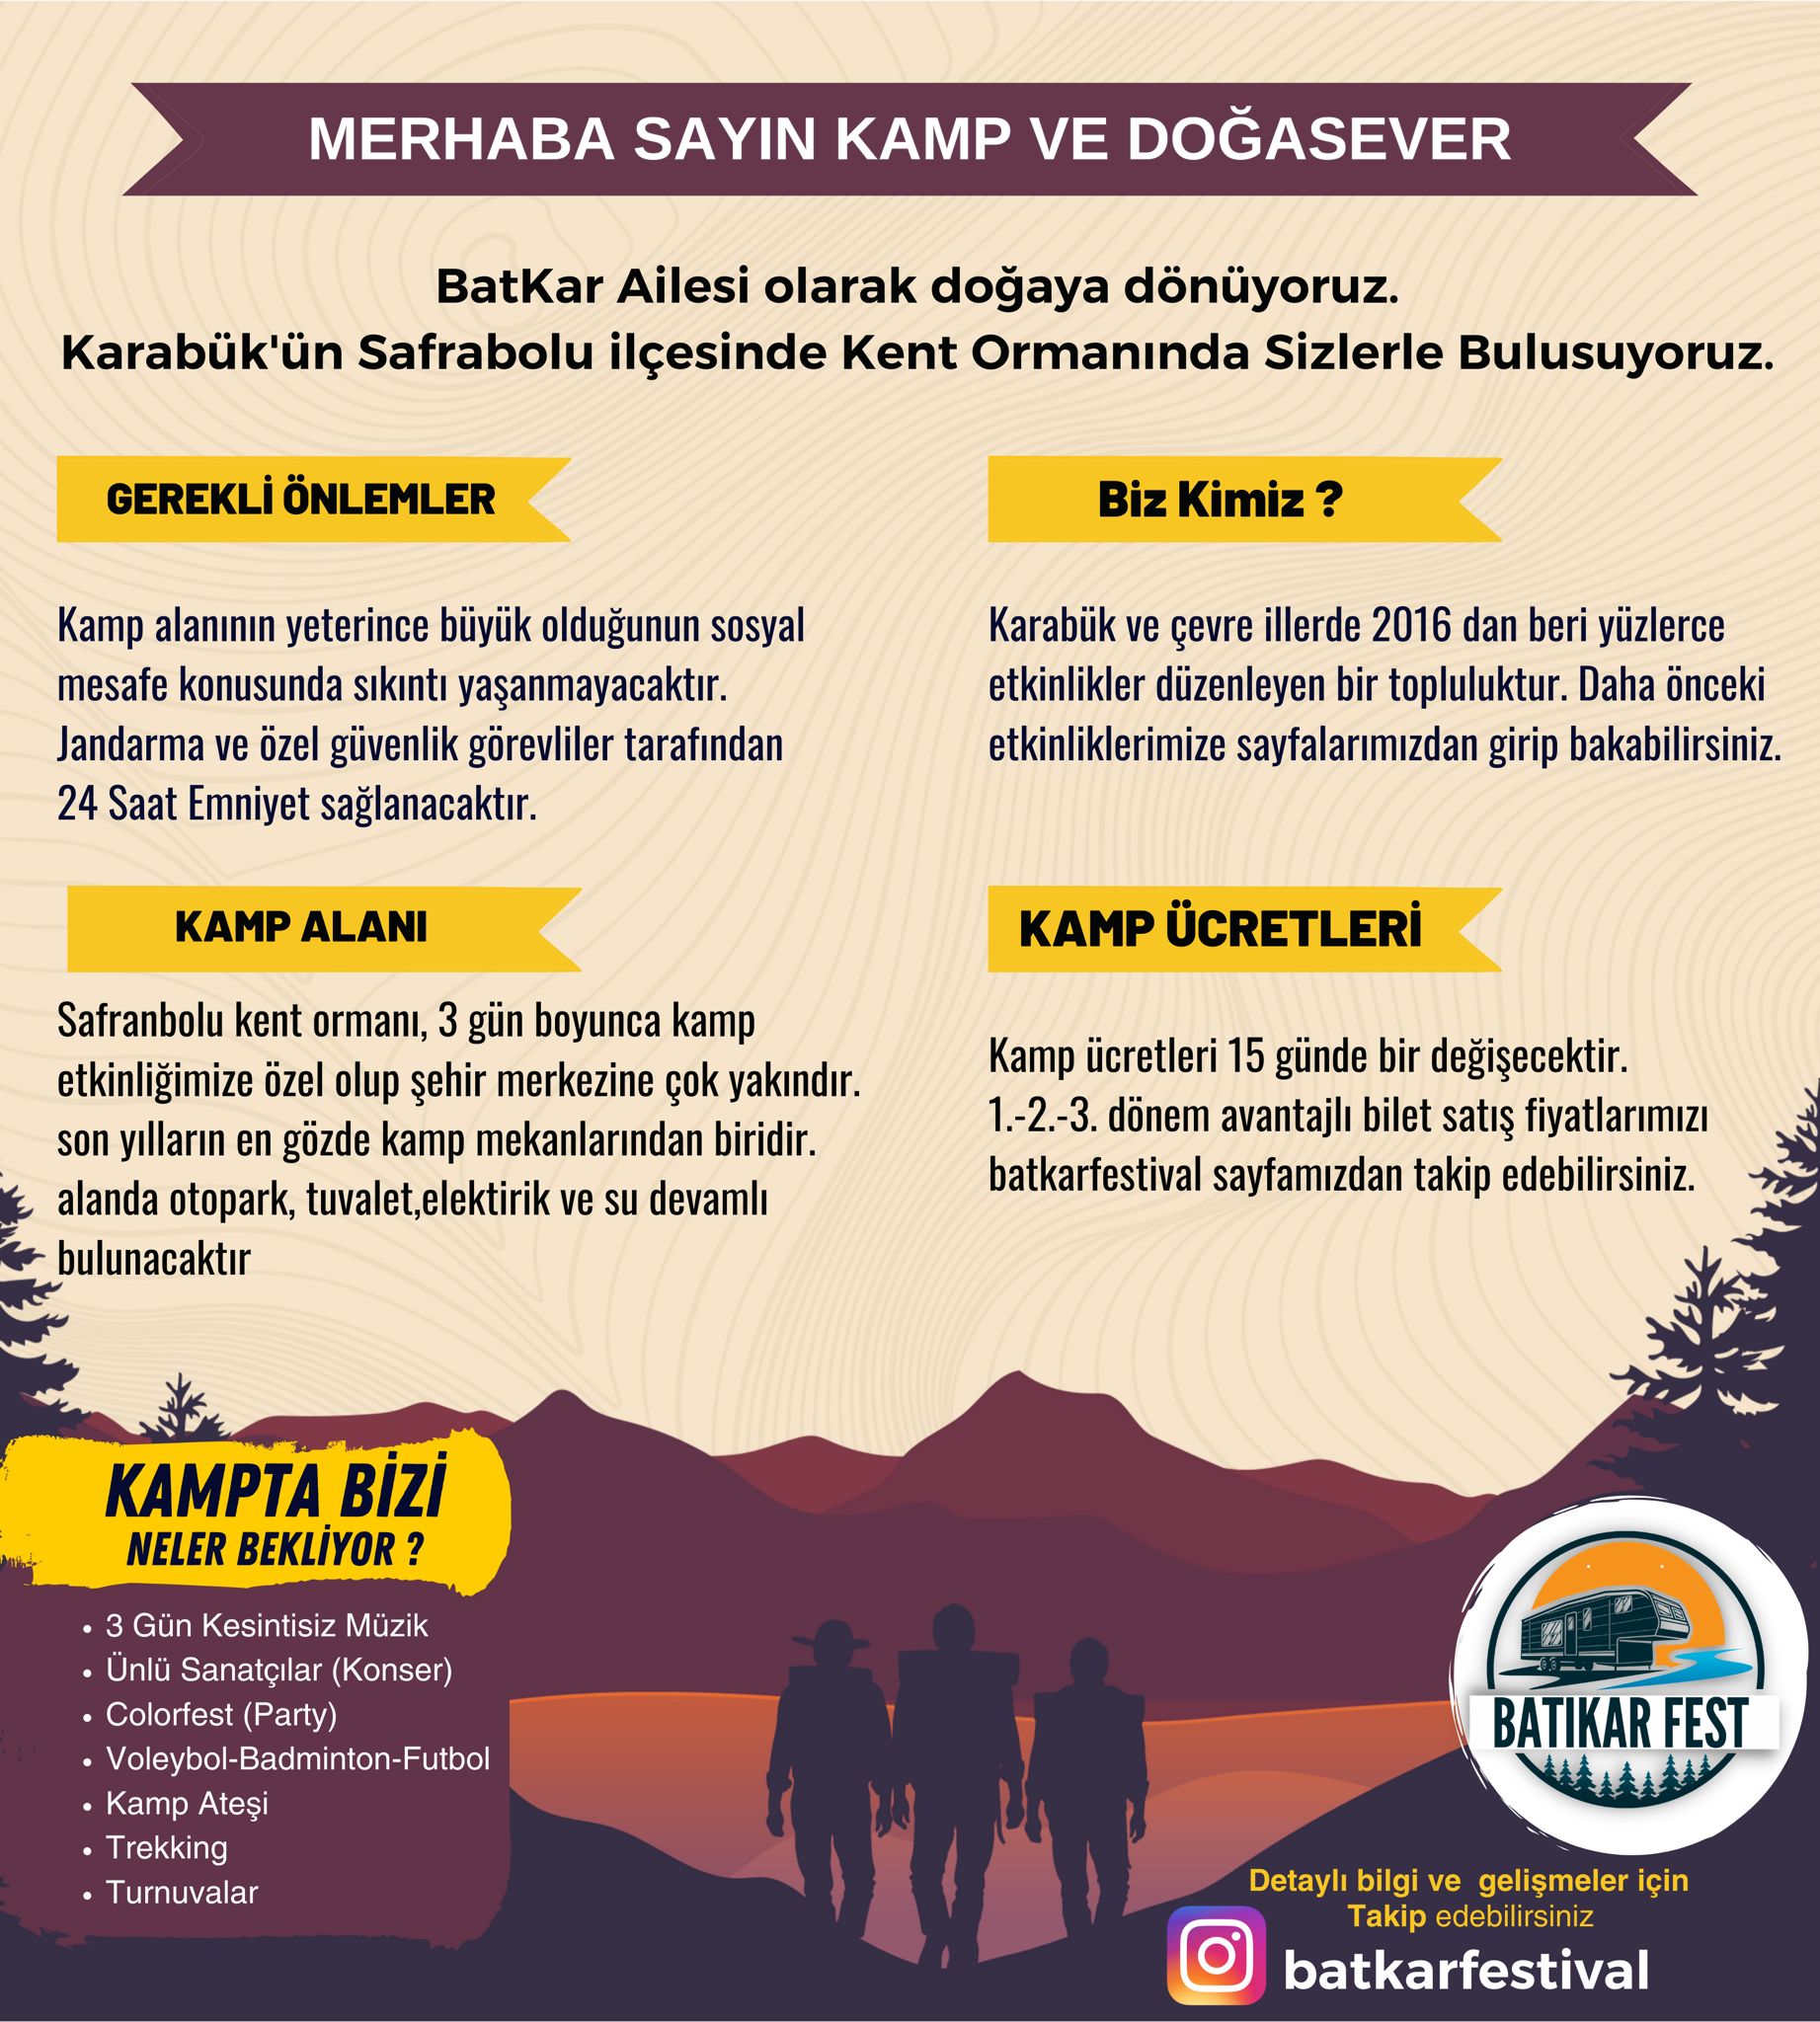 MERHABA SAYIN KAMP VE DOĞASEVER
BatKar Ailesi olarak doğaya dönüyoruz.
Karabük'ün Safrabolu ilçesinde Kent Ormanında Sizlerle Bulusuyoruz.
GEREKLİ ÖNLEMLER
Kamp alanının yeterince büyük olduğunun sosyal
mesafe konusunda sıkıntı yaşanmayacaktır.
Jandarma ve özel güvenlik görevliler tarafından
24 Saat Emniyet sağlanacaktır.
Biz Kimiz ?
Karabük ve çevre illerde 2016 dan beri yüzlerce
etkinlikler düzenleyen bir topluluktur. Daha önceki
etkinliklerimize sayfalarımızdan girip bakabilirsiniz.
KAMP ALANI
Safranbolu kent ormanı, 3 gün boyunca kamp
etkinliğimize özel olup şehir merkezine çok yakındır.
son yılların en gözde kamp mekanlarından biridir.
alanda otopark, tuvalet,elektirik ve su devamlı
bulunacaktır
KAMP ÜCRETLERİ
Kamp ücretleri 15 günde bir değişecektir.
1.-2.-3. dönem avantajlı bilet satış fiyatlarımızı
batkarfestival sayfamızdan takip edebilirsiniz.
KAMPTA BİZİ
NELER BEKLİYOR ?
• 3 Gün Kesintisiz Müzik
• Ünlü Sanatçılar (Konser)
• Colorfest (Party)
• Voleybol-Badminton-Futbol
• Kamp Ateşi
• Trekking
• Turnuvalar
BATIKAR FEST
Detaylı bilgi ve gelişmeler için
Takip edebilirsiniz
batkarfestival